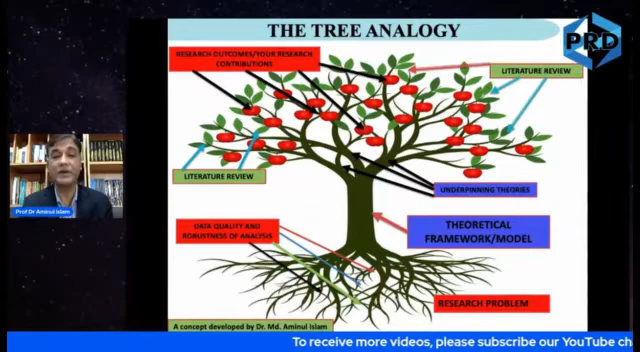 THE TREE ANALOGY
PRD
RESEARCH OUTCOMES/YOUR RESEARCH
CONTRIBUTIONS
LITERATURE REVIEW
LITERATURE REVIEW
UNDERPINNING THEORIES
Prof Dr Aminul Islam
DATA QUALITY AND
ROBUSTNESS OF ANALYSIS
THEORETICAL
FRAMEWORK/MODEL
RESEARCH PROBLEM
A concept developed by Dr. Md. Aminul Islam
To receive more videos, please subscribe our YouTube ch